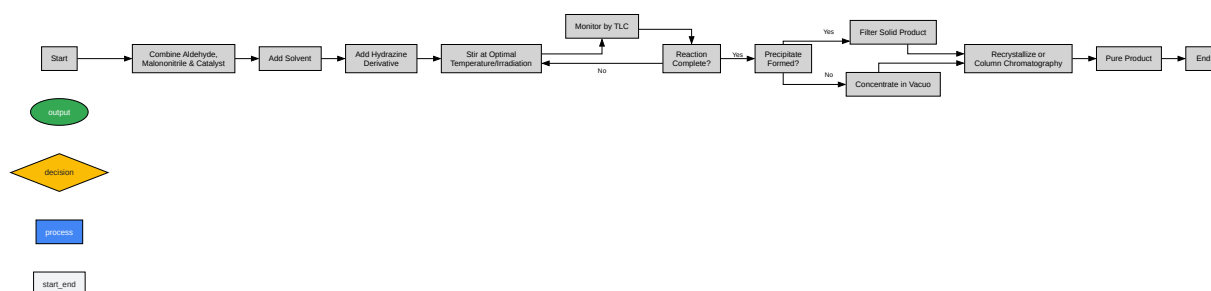 Start
Combine Aldehyde,
Malononitrile & Catalyst
Add Solvent
Add Hydrazine
Derivative
Stir at Optimal
Temperature/Irradiation
Monitor by TLC
Reaction
Complete?
No
Yes
Precipitate
Formed?
Yes
Filter Solid Product
No
Concentrate in Vacuo
Recrystallize or
Column Chromatography
Pure Product
End
output
decision
process
start_end